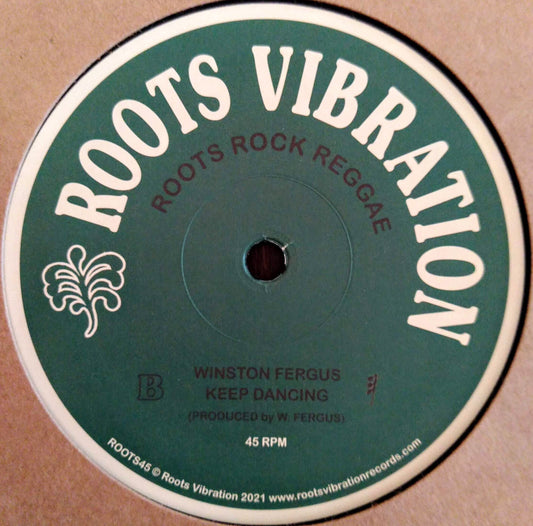 ROOTS VIBRATION
ROOTS ROCK REGGAE
B
WINSTON FERGUS
KEEP DANCING
(PRODUCED by W. FERGUS)
45 RPM
ROOTS45 © Roots Vibration 2021 www.rootsvibrationrecords.com